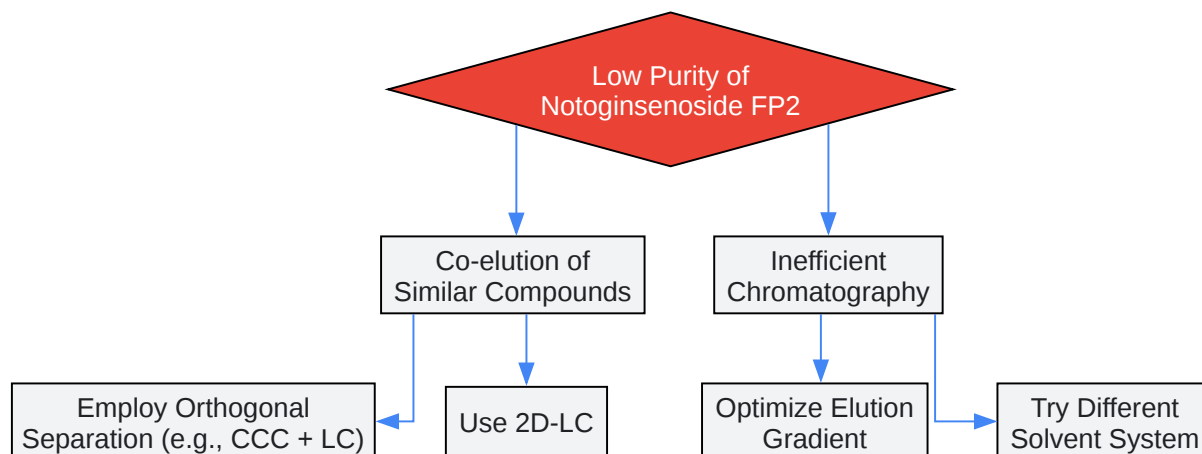 Low Purity of
Notoginsenoside FP2
Co-elution of
Similar Compounds
Inefficient
Chromatography
Employ Orthogonal
Separation (e.g., CCC + LC)
Use 2D-LC
Optimize Elution
Gradient
Try Different
Solvent System